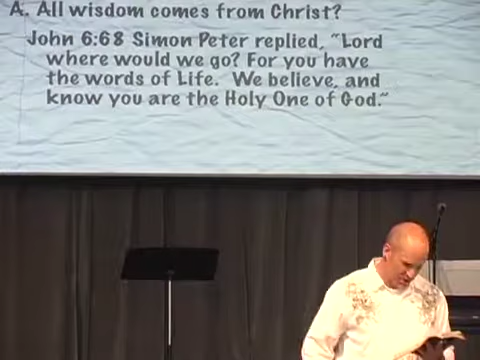 A. All wisdom comes from Christ?
John 6:68 Simon Peter replied, "Lord
where would we go? For you have
the words of Life. We believe, and
know you are the Holy One of God."